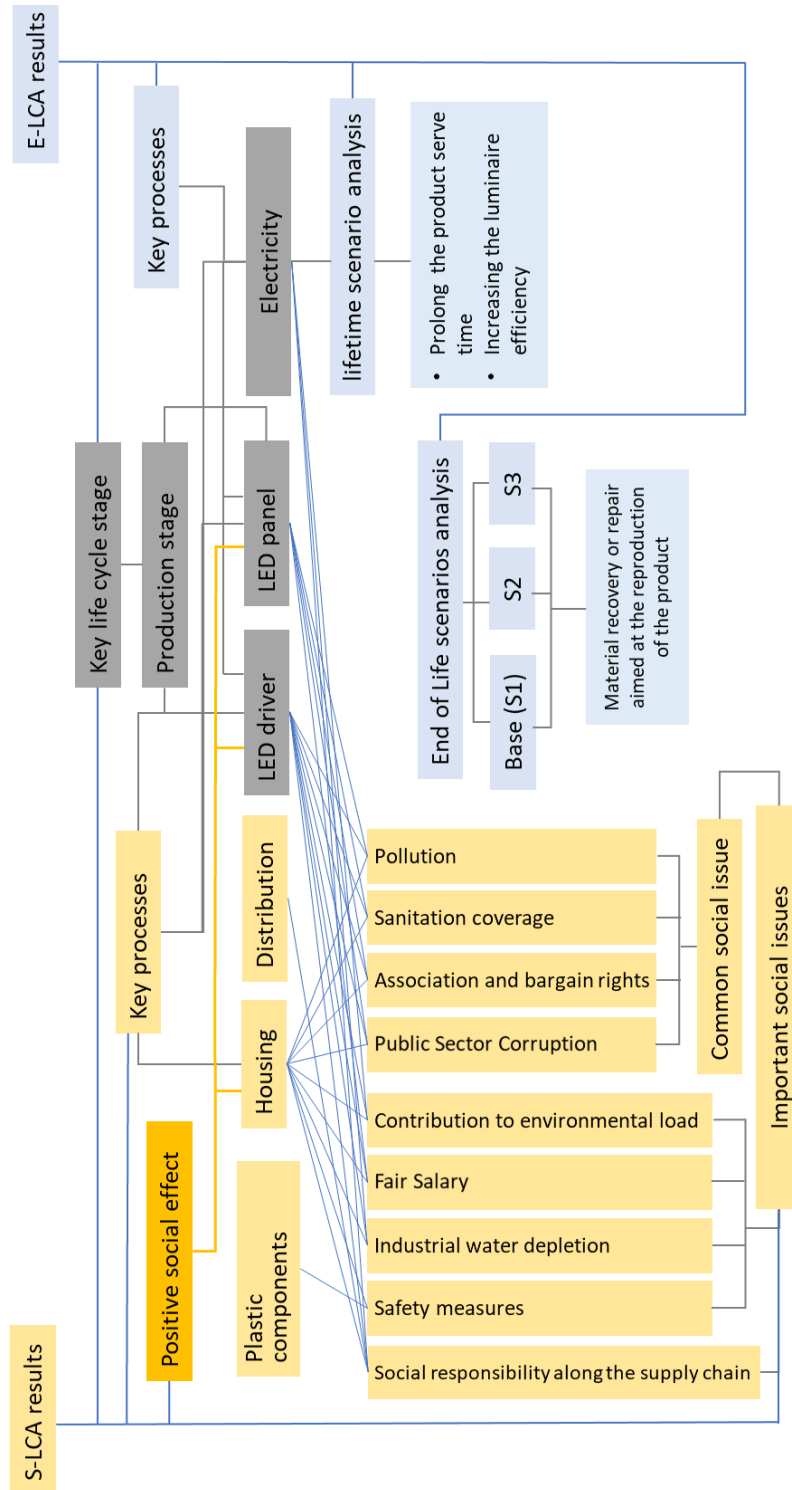 S-LCA results
E-LCA results
Key life cycle stage
Key processes
Key processes
Positive social effect
Production stage
Plastic
components
Housing
Distribution
LED driver
LED panel
Electricity
lifetime scenario analysis
• Prolong the product serve
time
• Increasing the luminaire
efficiency
Social responsibility along the supply chain
Safety measures
Industrial water depletion
Fair Salary
Contribution to environmental load
Public Sector Corruption
Association and bargain rights
Sanitation coverage
Pollution
End of Life scenarios analysis
Base (S1)
S2
S3
Material recovery or repair
aimed at the reproduction
of the product
Common social issue
Important social issues